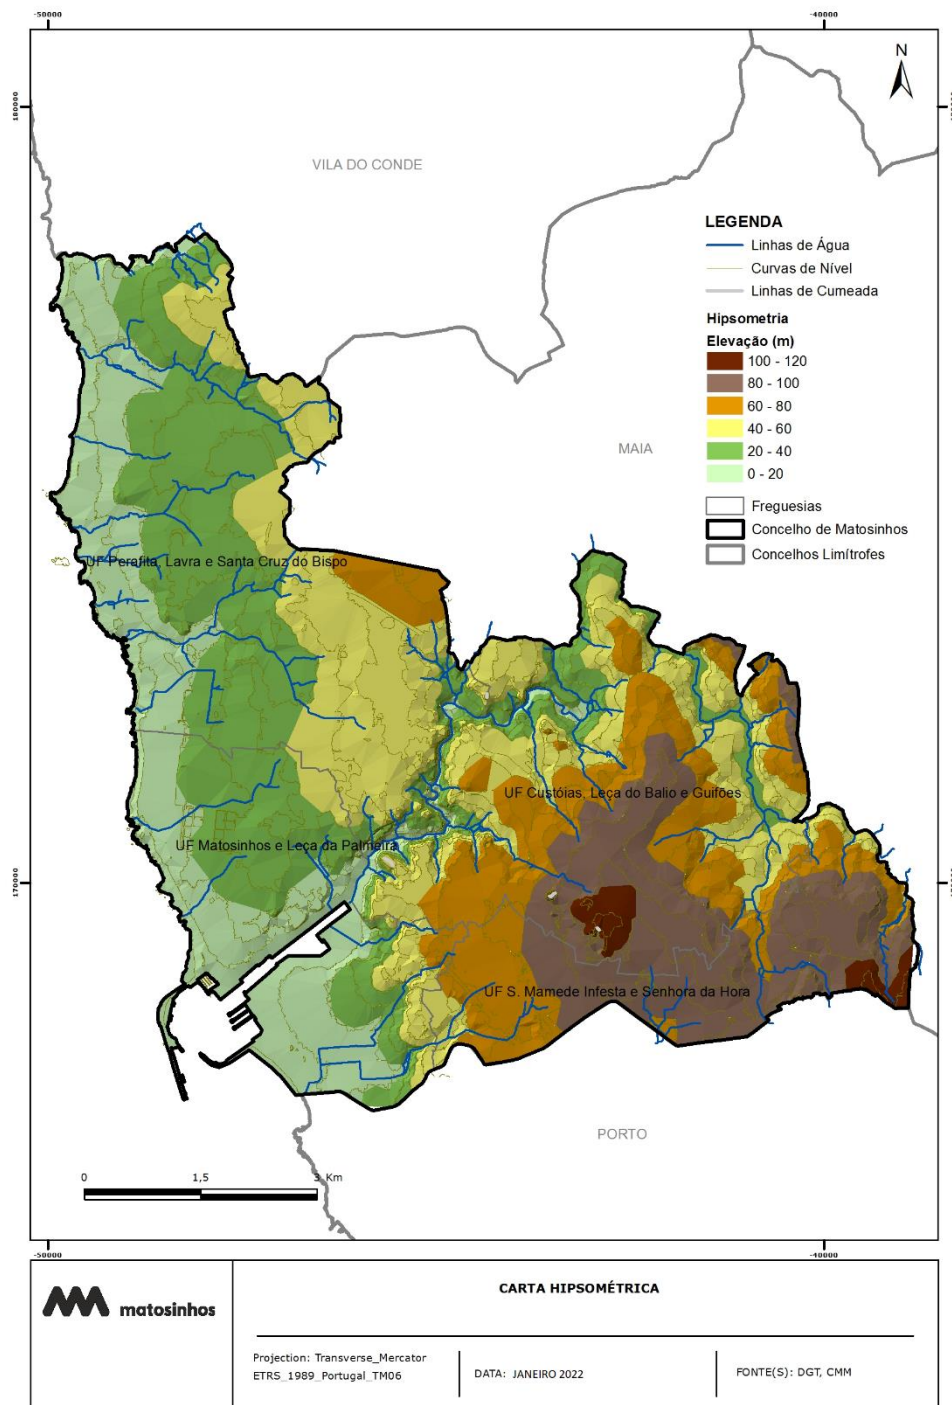 -50000
-40000
180000
N
VILA DO CONDE
LEGENDA
Linhas de Água
Curvas de Nível
Linhas de Cumeada
Hipsometria
Elevação (m)
100 - 120
80 - 100
60 - 80
40 - 60
20 - 40
0 - 20
Freguesias
Concelho de Matosinhos
Concelhos Limítrofes
MAIA
UF Perafita, Lavra e Santa Cruz do Bispo
UF Custóias, Leça do Balio e Guifões
UF Matosinhos e Leça da Palmeira
170000
UF S. Mamede Infesta e Senhora da Hora
PORTO
0 1,5 3 Km
-50000
-40000
matosinhos
CARTA HIPSOMÉTRICA
Projection: Transverse_Mercator
ETRS_1989_Portugal_TM06
DATA: JANEIRO 2022
FONTE(S): DGT, CMM